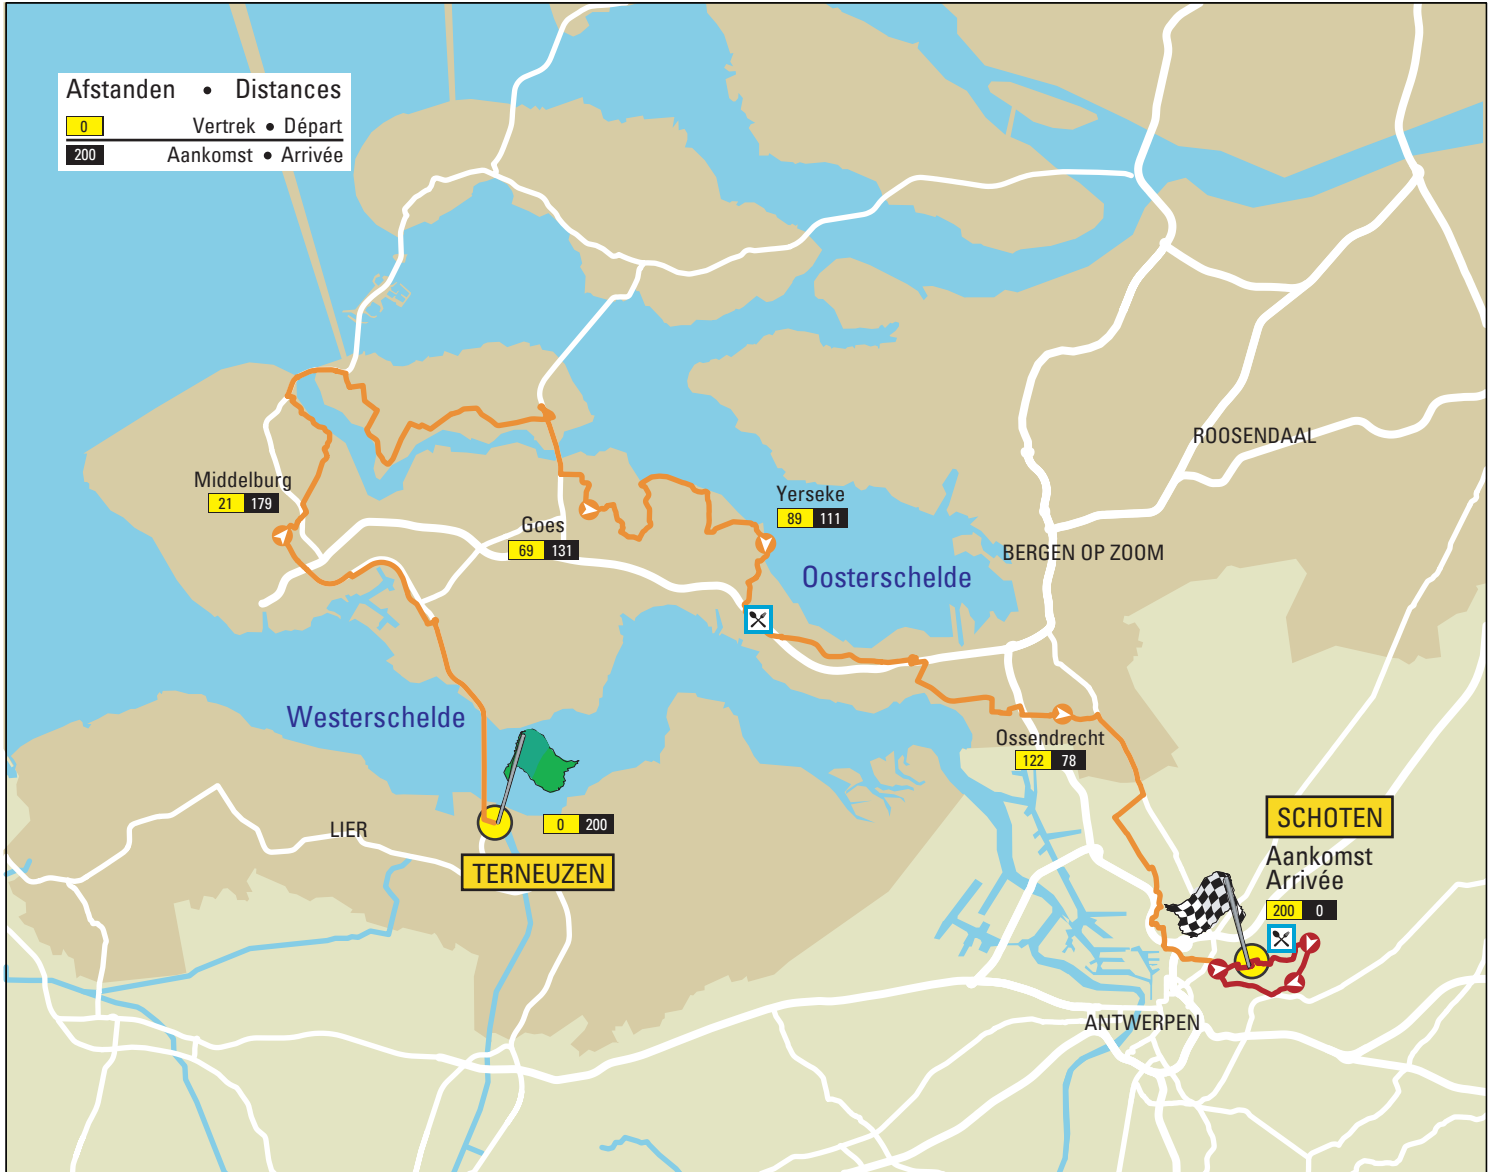 Afstanden • Distances
0 Vertrek • Départ
200 Aankomst • Arrivée
ROOSENDAAL
Middelburg
21 179
Yerseke
89 111
Goes
69 131
BERGEN OP ZOOM
Oosterschelde
Westerschelde
Ossendrecht
122 78
SCHOTEN
Aankomst
Arrivée
200 0
LIER
0 200
TERNEUZEN
ANTWERPEN